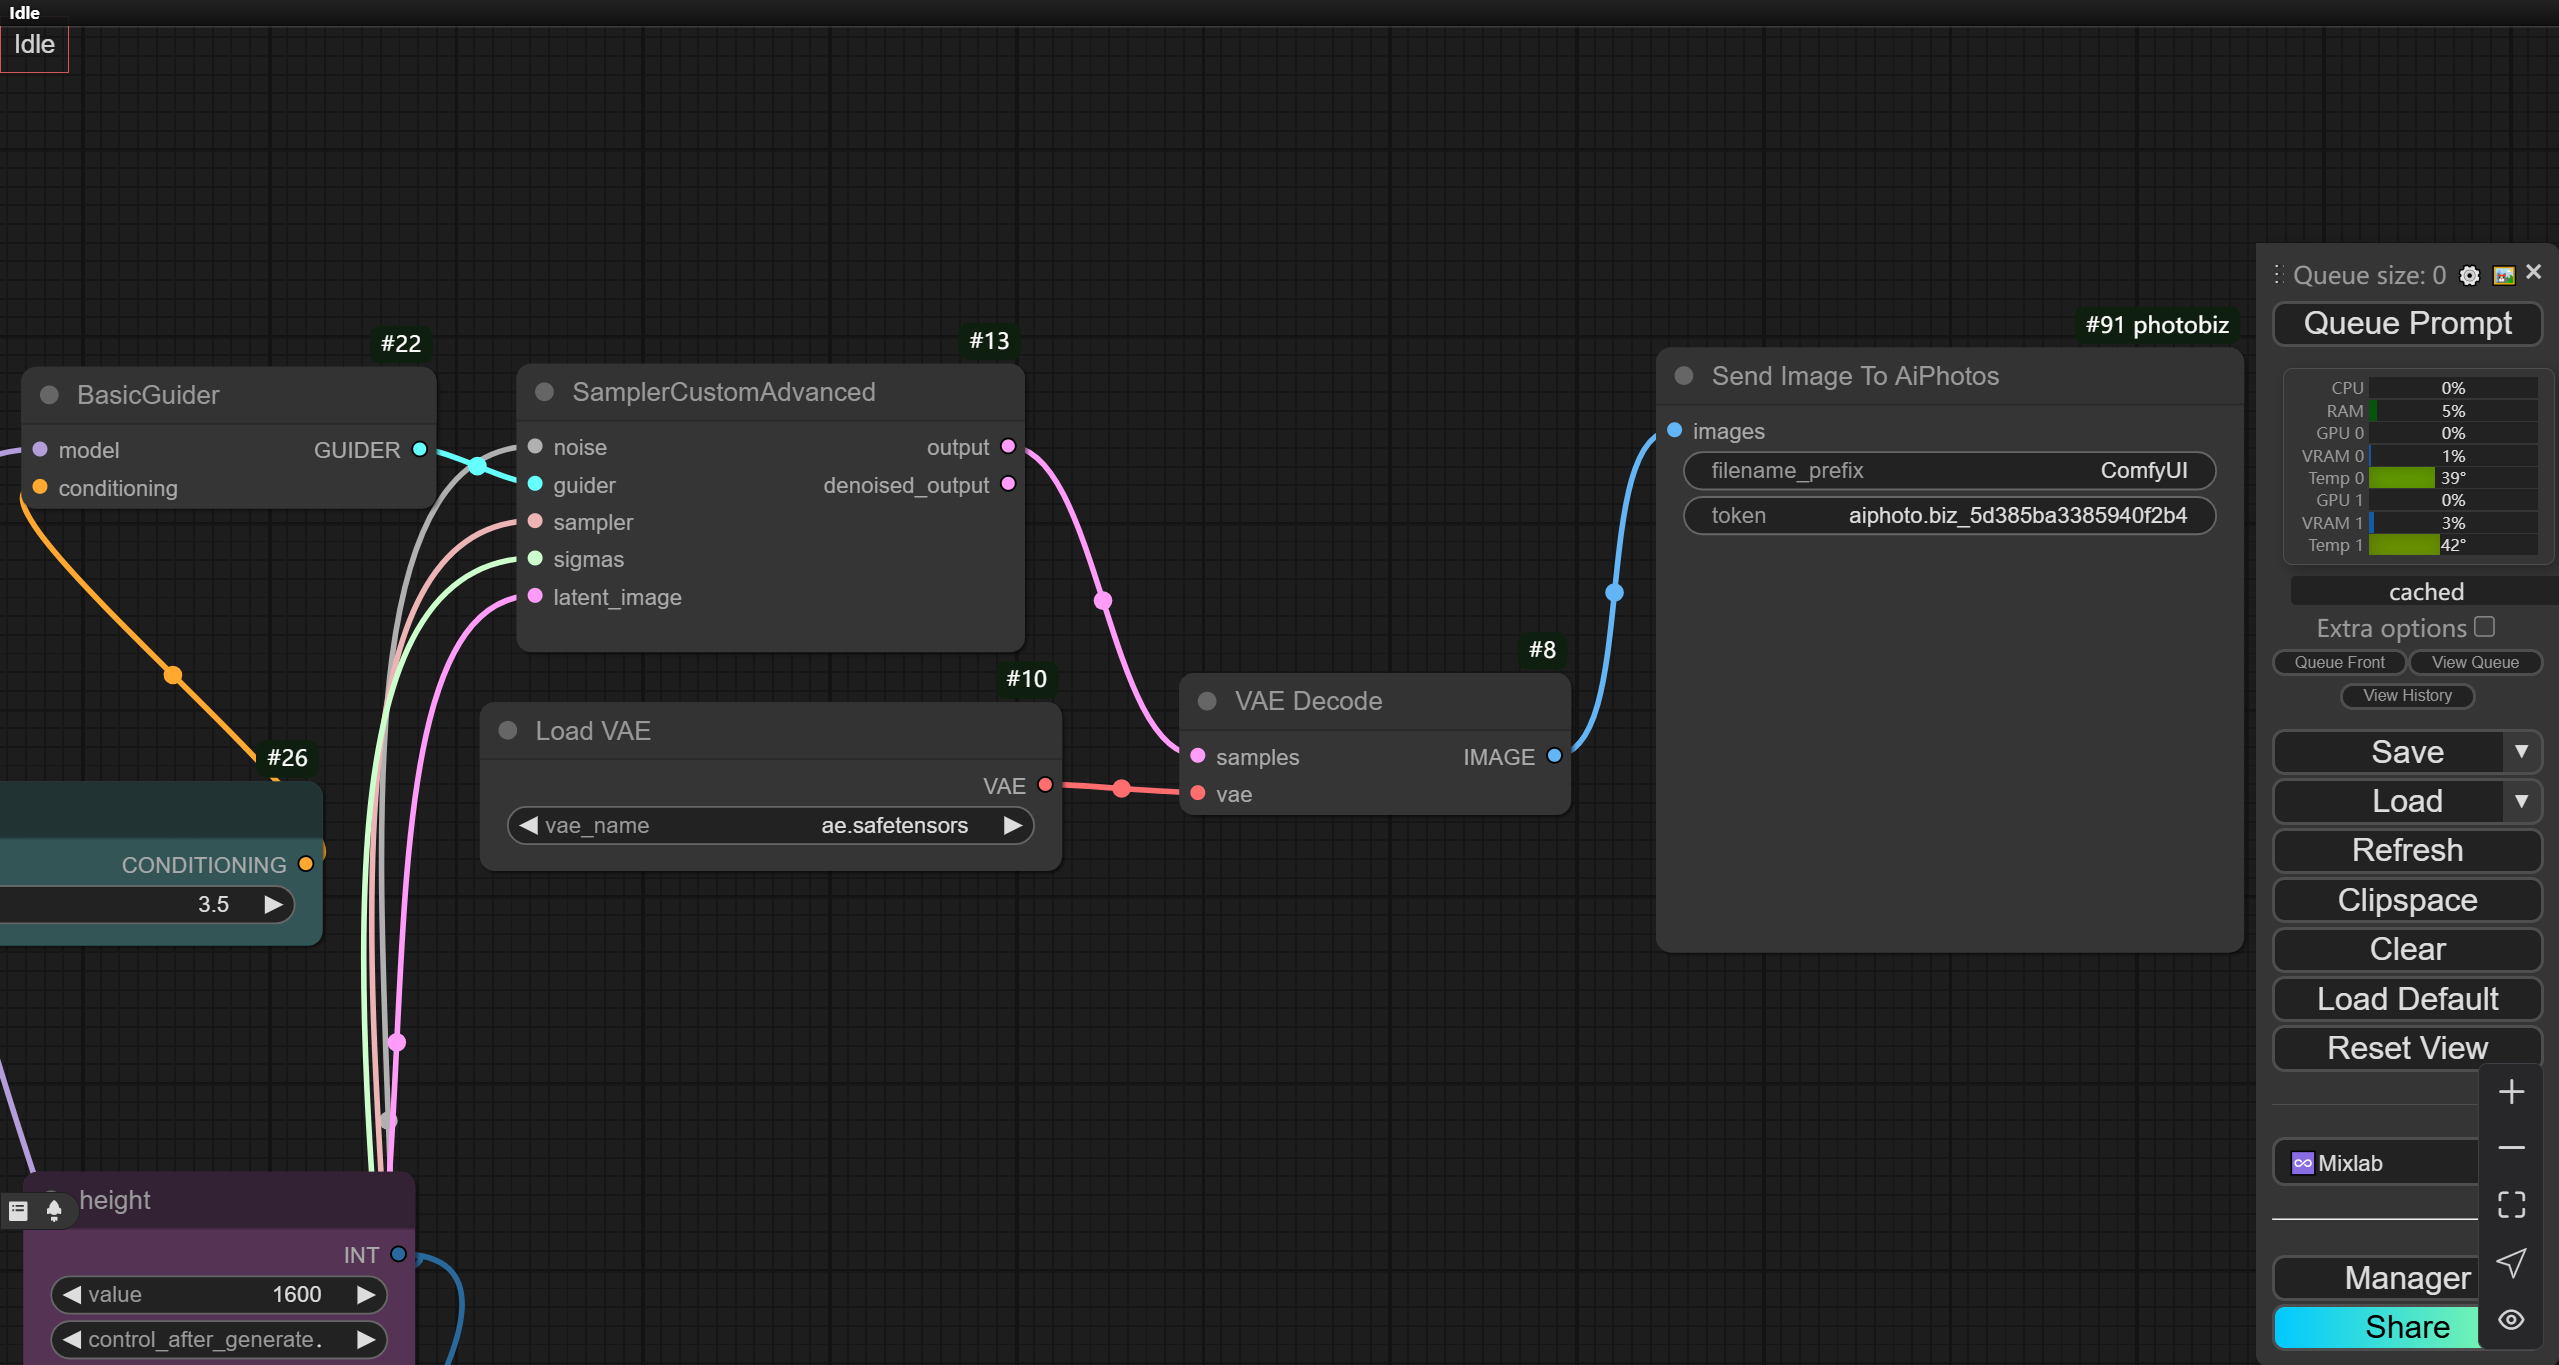 Idle
Idle
#22
BasicGuider
model
GUIDER
conditioning
#13
SamplerCustomAdvanced
noise
output
guider
denoised_output
sampler
sigmas
latent_image
#10
Load VAE
VAE
vae_name
ae.safetensors
#26
CONDITIONING
3.5
height
INT
value
1600
control_after_generate.
#8
VAE Decode
samples
IMAGE
vae
#91 photobiz
Send Image To AiPhotos
images
filename_prefix
ComfyUI
token
aiphoto.biz_5d385ba3385940f2b4
Queue size: 0
Queue Prompt
CPU 0%
RAM 5%
GPU 0 0%
VRAM 0 1%
Temp 0 39°
GPU 1 0%
VRAM 1 3%
Temp 1 42°
cached
Extra options
Queue Front
View Queue
View History
Save
Load
Refresh
Clipspace
Clear
Load Default
Reset View
Mixlab
Manager
Share